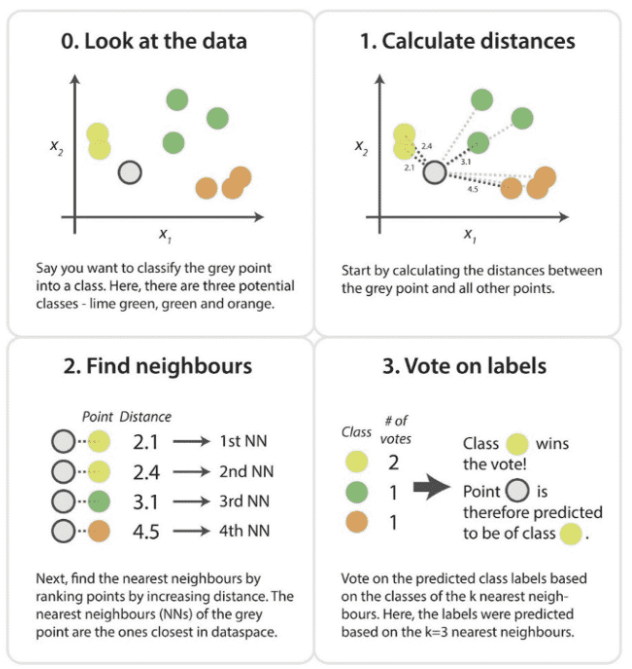 0. Look at the data
x2
x1
Say you want to classify the grey point
into a class. Here, there are three potential
classes - lime green, green and orange.
1. Calculate distances
x2
2.4
2.1
3.1
4.5
x1
Start by calculating the distances between
the grey point and all other points.
2. Find neighbours
Point Distance
2.1 1st NN
2.4 2nd NN
3.1 3rd NN
4.5 4th NN
Next, find the nearest neighbours by
ranking points by increasing distance. The
nearest neighbours (NNs) of the grey
point are the ones closest in dataspace.
3. Vote on labels
Class # of
votes
2
1
1
Class wins
the vote!
Point is
therefore predicted
to be of class .
Vote on the predicted class labels based
on the classes of the k nearest neigh-
bours. Here, the labels were predicted
based on the k=3 nearest neighbours.